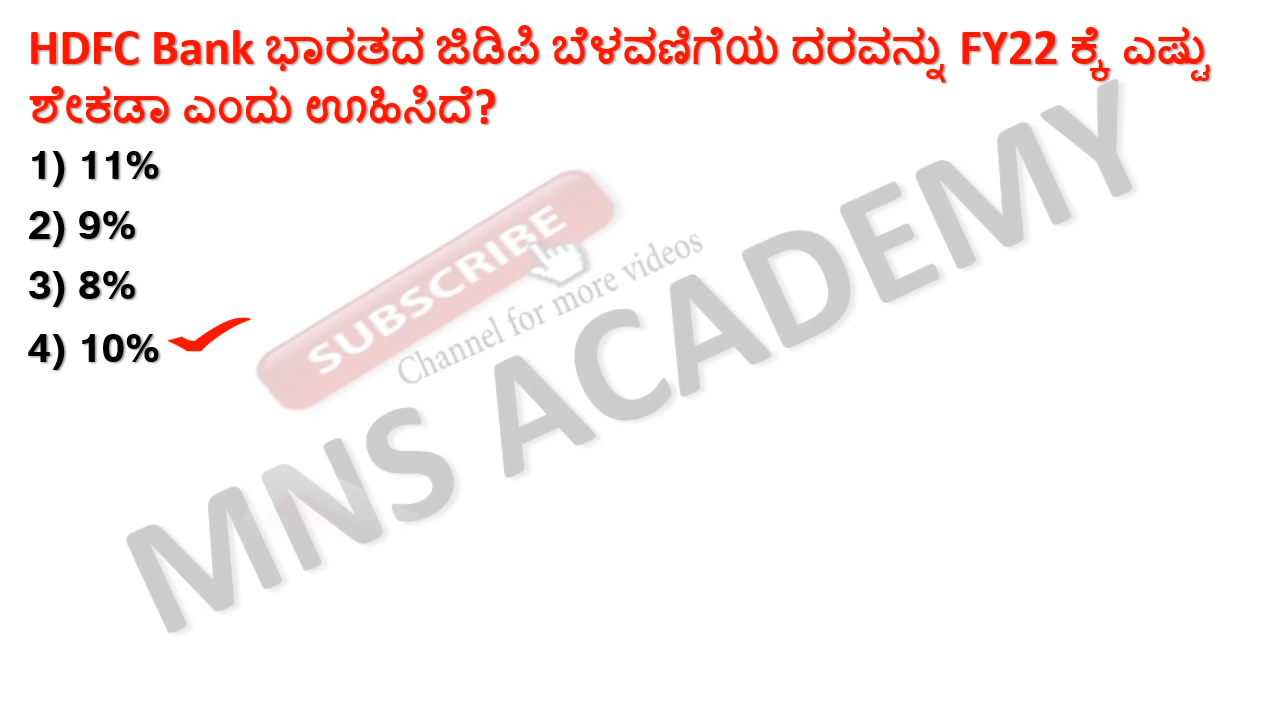 HDFC Bank ಭಾರತದ ಜಿಡಿಪಿ ಬೆಳವಣಿಗೆಯ ದರವನ್ನು FY22 ಕ್ಕೆ ಎಷ್ಟು
ಶೇಕಡಾ ಎಂದು ಊಹಿಸಿದೆ?
1) 11%
2) 9%
3) 8%
4) 10%
SUBSCRIBE
Channel for more videos
MNS ACADEMY